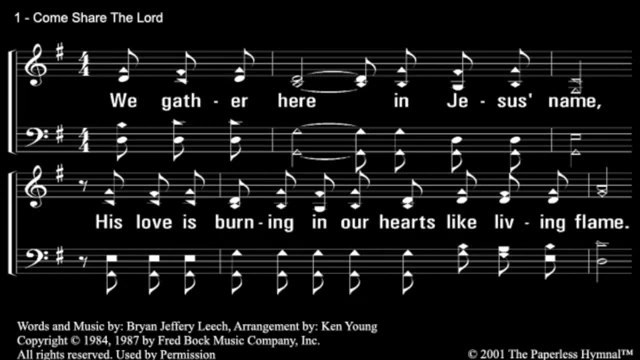 1 - Come Share The Lord
We gath - er here in Je - sus' name,
His love is burn - ing in our hearts like liv - ing flame.
Words and Music by: Bryan Jeffery Leech, Arrangement by: Ken Young
Copyright © 1984, 1987 by Fred Bock Music Company, Inc.
All rights reserved. Used by Permission
© 2001 The Paperless Hymnal™